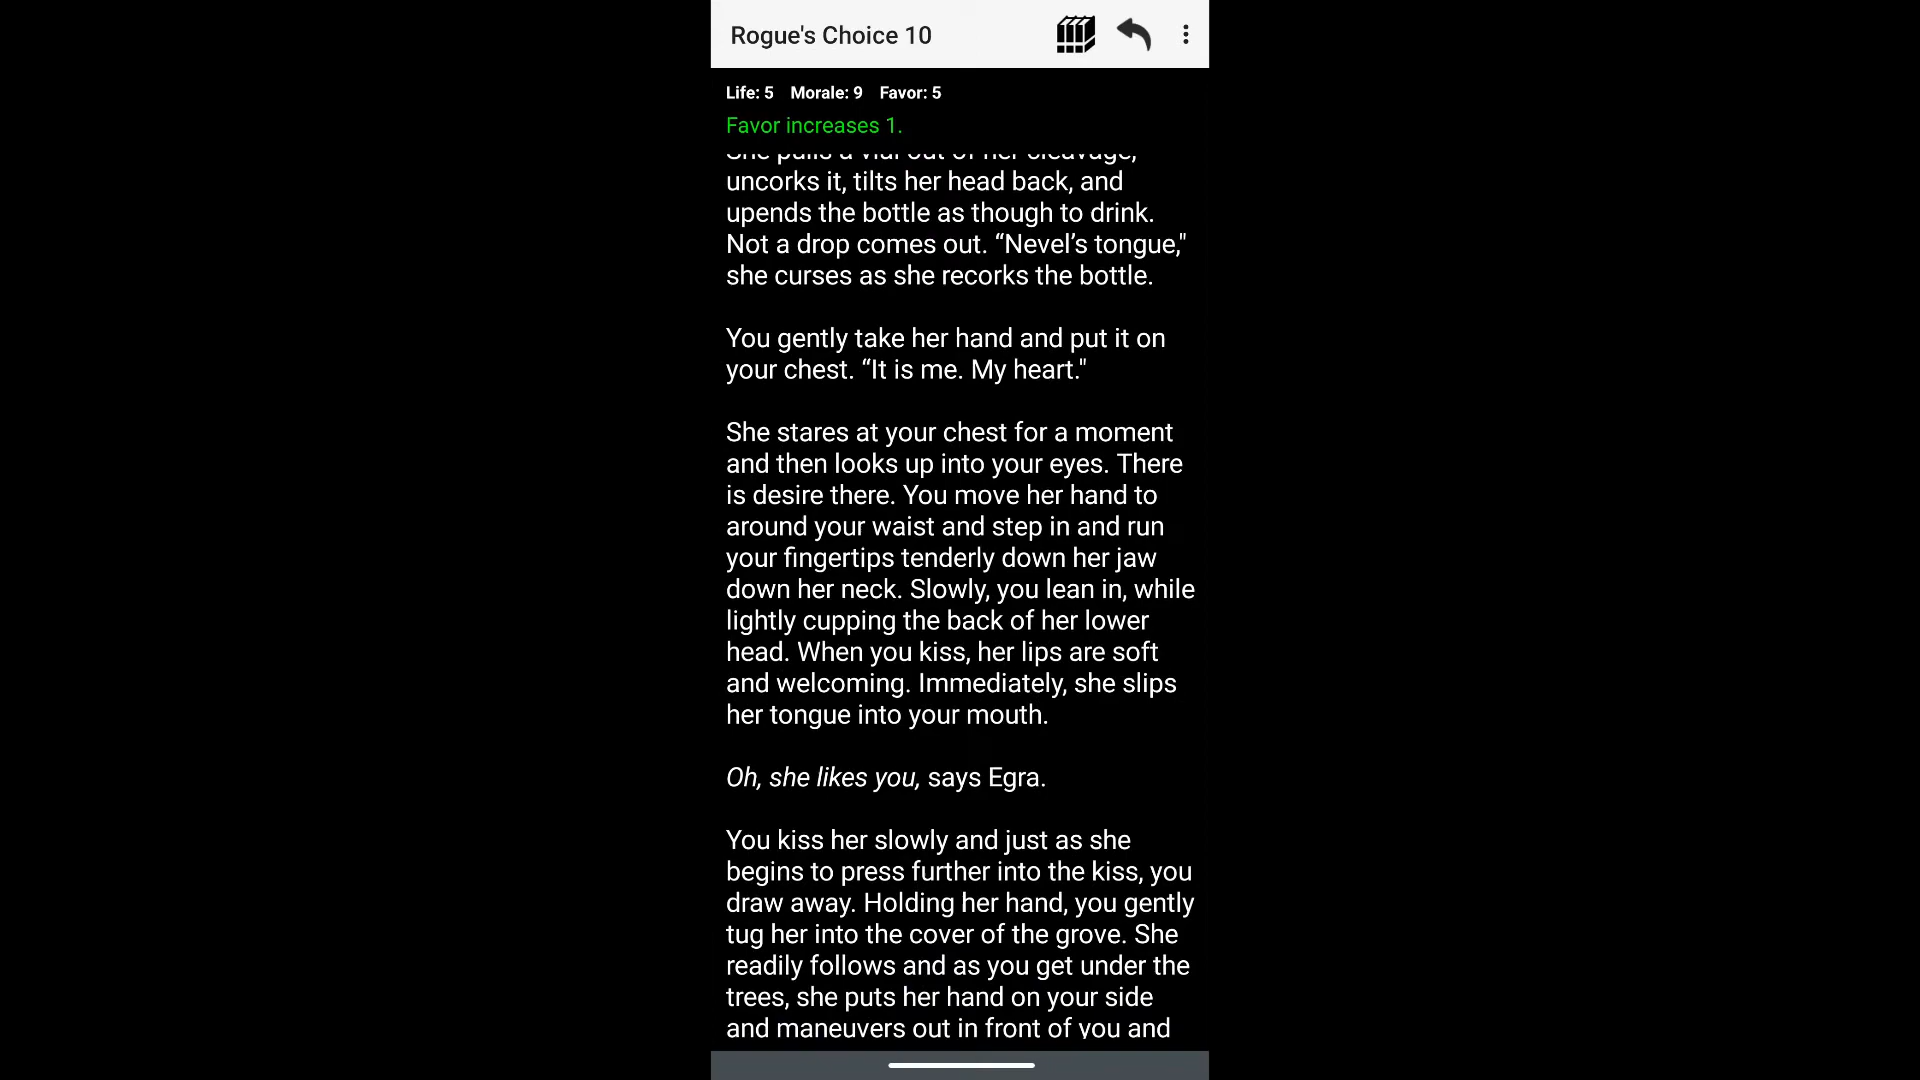 Rogue's Choice 10
Life: 5 Morale: 9 Favor: 5
Favor increases 1.
She pulls a vial out of her cleavage,
uncorks it, tilts her head back, and
upends the bottle as though to drink.
Not a drop comes out. “Nevel’s tongue,"
she curses as she recorks the bottle.
You gently take her hand and put it on
your chest. “It is me. My heart."
She stares at your chest for a moment
and then looks up into your eyes. There
is desire there. You move her hand to
around your waist and step in and run
your fingertips tenderly down her jaw
down her neck. Slowly, you lean in, while
lightly cupping the back of her lower
head. When you kiss, her lips are soft
and welcoming. Immediately, she slips
her tongue into your mouth.
Oh, she likes you, says Egra.
You kiss her slowly and just as she
begins to press further into the kiss, you
draw away. Holding her hand, you gently
tug her into the cover of the grove. She
readily follows and as you get under the
trees, she puts her hand on your side
and maneuvers out in front of you and